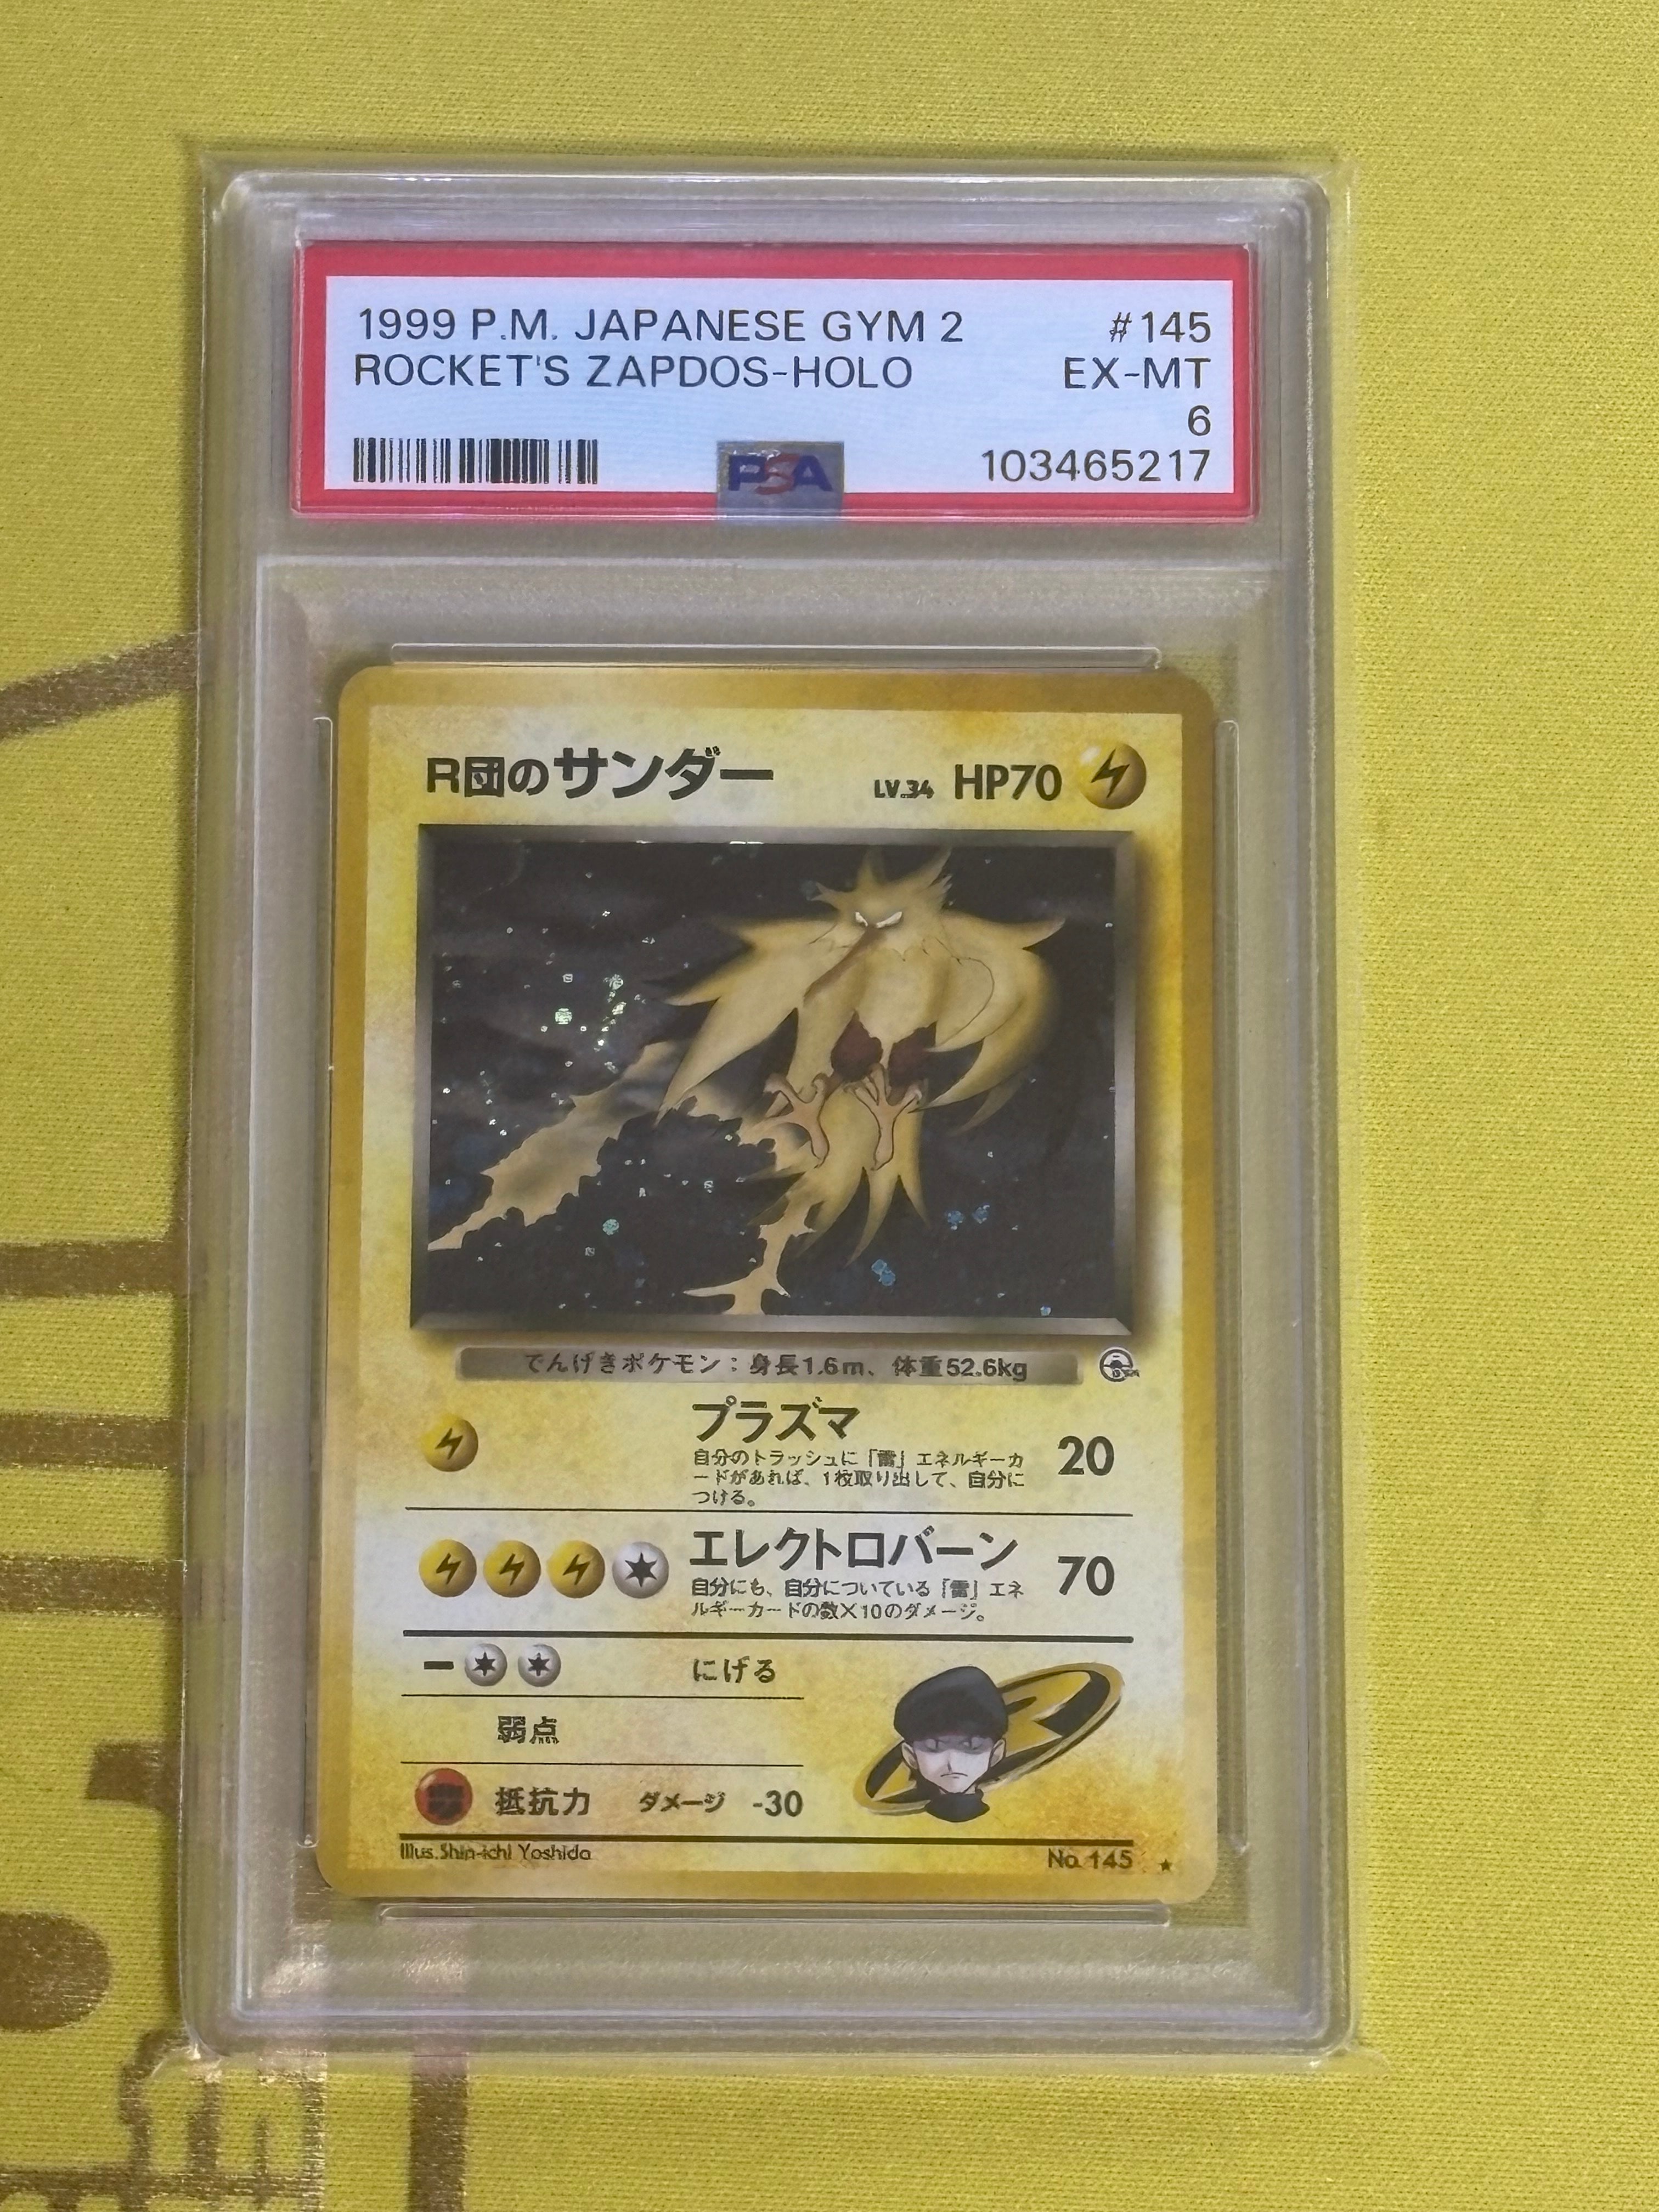 1999 P.M. JAPANESE GYM 2 #145
ROCKET'S ZAPDOS-HOLO EX-MT
6
PSA 103465217
R団のサンダー LV.34 HP70
でんげきポケモン：身長1.6m、体重52.6kg
プラズマ 20
自分のトラッシュに「雷」エネルギーカ
ードがあれば、1枚取り出して、自分に
つける。
エレクトロバーン 70
自分にも、自分についている「雷」エネ
ルギーカードの数×10のダメージ。
にげる
弱点
抵抗力 ダメージ -30
Illus.Shin-ichi Yoshida No.145